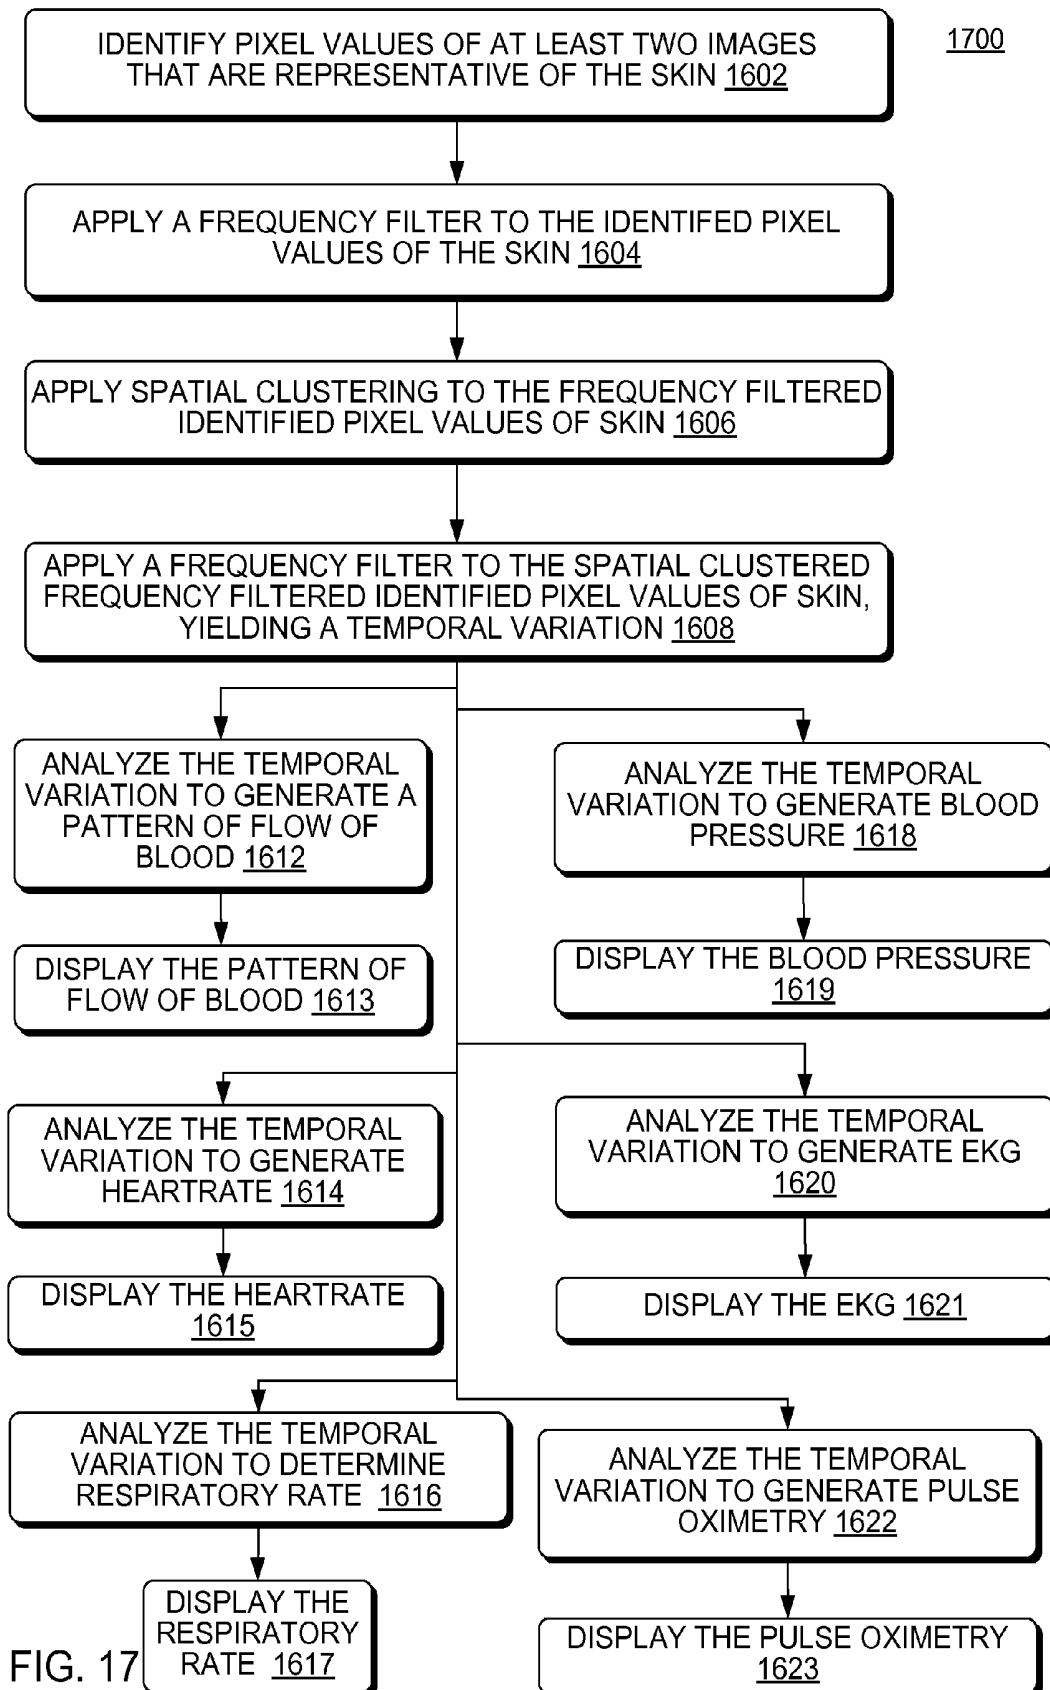 IDENTIFY PIXEL VALUES OF AT LEAST TWO IMAGES
THAT ARE REPRESENTATIVE OF THE SKIN 1602
1700
APPLY A FREQUENCY FILTER TO THE IDENTIFED PIXEL
VALUES OF THE SKIN 1604
APPLY SPATIAL CLUSTERING TO THE FREQUENCY FILTERED
IDENTIFIED PIXEL VALUES OF SKIN 1606
APPLY A FREQUENCY FILTER TO THE SPATIAL CLUSTERED
FREQUENCY FILTERED IDENTIFIED PIXEL VALUES OF SKIN,
YIELDING A TEMPORAL VARIATION 1608
ANALYZE THE TEMPORAL
VARIATION TO GENERATE A
PATTERN OF FLOW OF
BLOOD 1612
DISPLAY THE PATTERN OF
FLOW OF BLOOD 1613
ANALYZE THE TEMPORAL
VARIATION TO GENERATE BLOOD
PRESSURE 1618
DISPLAY THE BLOOD PRESSURE
1619
ANALYZE THE TEMPORAL
VARIATION TO GENERATE
HEARTRATE 1614
DISPLAY THE HEARTRATE
1615
ANALYZE THE TEMPORAL
VARIATION TO GENERATE EKG
1620
DISPLAY THE EKG 1621
ANALYZE THE TEMPORAL
VARIATION TO DETERMINE
RESPIRATORY RATE 1616
DISPLAY THE
RESPIRATORY
RATE 1617
ANALYZE THE TEMPORAL
VARIATION TO GENERATE PULSE
OXIMETRY 1622
DISPLAY THE PULSE OXIMETRY
1623
FIG. 17